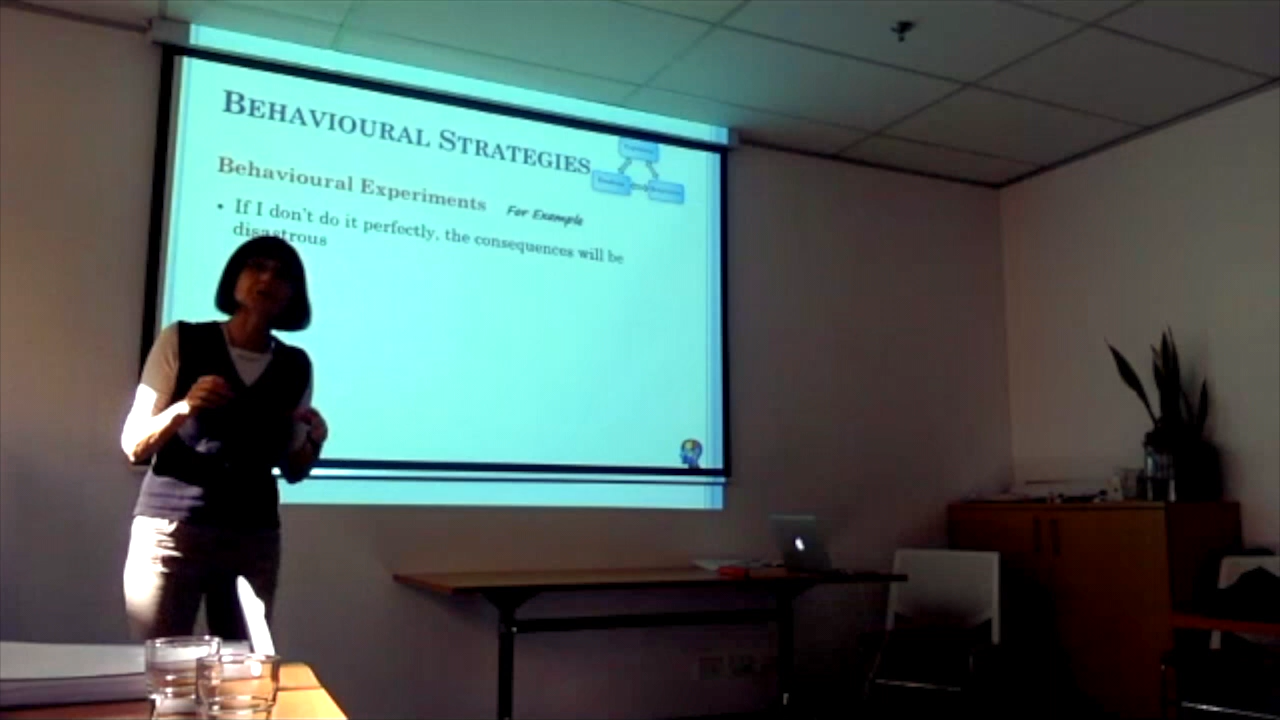 BEHAVIOURAL STRATEGIES
Behavioural Experiments For Example
• If I don't do it perfectly, the consequences will be
disastrous